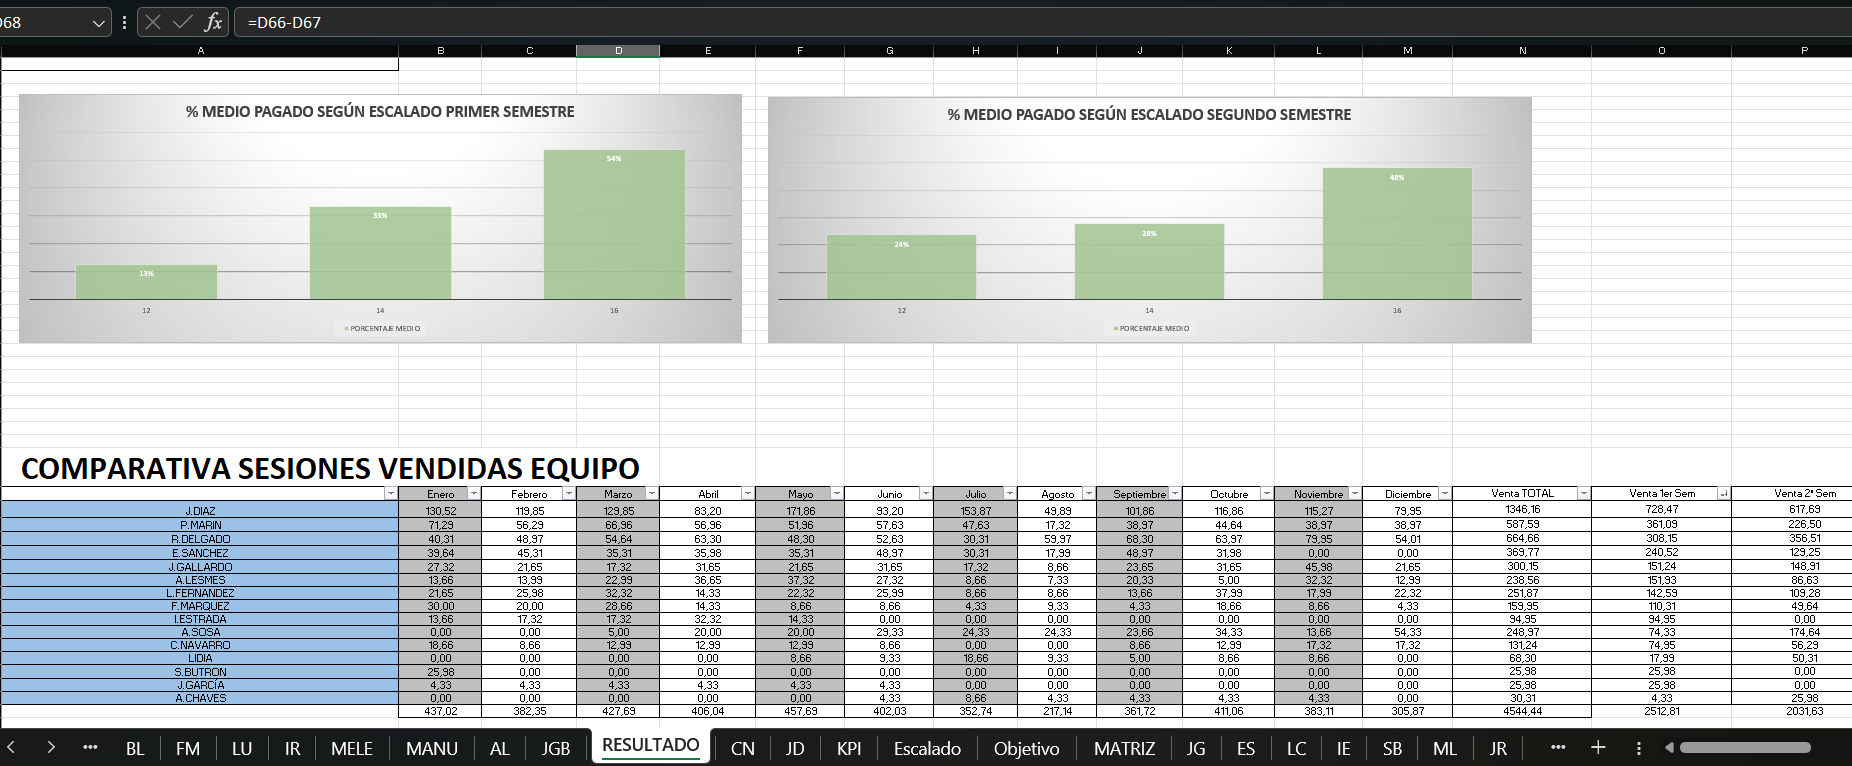 D68 =D66-D67
A B C D E F G H I J K L M N O P
% MEDIO PAGADO SEGÚN ESCALADO PRIMER SEMESTRE
54%
33%
13%
12 14 16
PORCENTAJE MEDIO
% MEDIO PAGADO SEGÚN ESCALADO SEGUNDO SEMESTRE
48%
28%
24%
12 14 16
PORCENTAJE MEDIO
COMPARATIVA SESIONES VENDIDAS EQUIPO
Enero Febrero Marzo Abril Mayo Junio Julio Agosto Septiembre Octubre Noviembre Diciembre Venta TOTAL Venta 1er Sem Venta 2º Sem
J.DIAZ 130,52 119,85 129,85 83,20 171,86 93,20 153,87 49,89 101,86 116,86 115,27 79,95 1346,16 728,47 617,69
P.MARIN 71,29 56,29 66,96 56,96 51,96 57,63 47,63 17,32 38,97 44,64 38,97 38,97 587,59 361,09 226,50
R.DELGADO 40,31 48,97 54,64 63,30 48,30 52,63 30,31 59,97 68,30 63,97 79,95 54,01 664,66 308,15 356,51
E.SANCHEZ 39,64 45,31 35,31 35,98 35,31 48,97 30,31 17,99 48,97 31,98 0,00 0,00 369,77 240,52 129,25
J.GALLARDO 27,32 21,65 17,32 31,65 21,65 31,65 17,32 8,66 23,65 31,65 45,98 21,65 300,15 151,24 148,91
A.LESMES 13,66 13,99 22,99 36,65 37,32 27,32 8,66 7,33 20,33 5,00 32,32 12,99 238,56 151,93 86,63
L.FERNANDEZ 21,65 25,98 32,32 14,33 22,32 25,99 8,66 8,66 13,66 37,99 17,99 22,32 251,87 142,59 109,28
F.MARQUEZ 30,00 20,00 28,66 14,33 8,66 8,66 4,33 9,33 4,33 18,66 8,66 4,33 159,95 110,31 49,64
I.ESTRADA 13,66 17,32 17,32 32,32 14,33 0,00 0,00 0,00 0,00 0,00 0,00 0,00 94,95 94,95 0,00
A.SOSA 0,00 0,00 5,00 20,00 20,00 29,33 24,33 24,33 23,66 34,33 13,66 54,33 248,97 74,33 174,64
C.NAVARRO 18,66 8,66 12,99 12,99 12,99 8,66 0,00 0,00 8,66 12,99 17,32 17,32 131,24 74,95 56,29
LIDIA 0,00 0,00 0,00 0,00 8,66 9,33 18,66 9,33 5,00 8,66 8,66 0,00 68,30 17,99 50,31
S.BUTRON 25,98 0,00 0,00 0,00 0,00 0,00 0,00 0,00 0,00 0,00 0,00 0,00 25,98 25,98 0,00
J.GARCÍA 4,33 4,33 4,33 4,33 4,33 4,33 0,00 0,00 0,00 0,00 0,00 0,00 25,98 25,98 0,00
A.CHAVES 0,00 0,00 0,00 0,00 0,00 4,33 8,66 4,33 4,33 4,33 4,33 0,00 30,31 4,33 25,98
437,02 382,35 427,69 406,04 457,69 402,03 352,74 217,14 361,72 411,06 383,11 305,87 4544,44 2512,81 2031,63
BL FM LU IR MELE MANU AL JGB RESULTADO CN JD KPI Escalado Objetivo MATRIZ JG ES LC IE SB ML JR